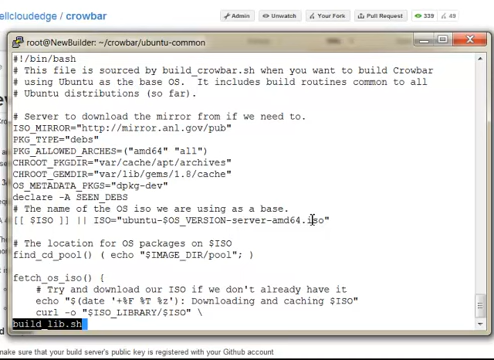 ellcloudedge / crowbar
Admin Unwatch Your Fork Pull Request 339 49
root@NewBuilder: ~/crowbar/ubuntu-common
#!/bin/bash
# This file is sourced by build_crowbar.sh when you want to build Crowbar
# using Ubuntu as the base OS. It includes build routines common to all
# Ubuntu distributions (so far).
# Server to download the mirror from if we need to.
ISO_MIRROR="http://mirror.anl.gov/pub"
PKG_TYPE="debs"
PKG_ALLOWED_ARCHES=("amd64" "all")
CHROOT_PKGDIR="var/cache/apt/archives"
CHROOT_GEMDIR="var/lib/gems/1.8/cache"
OS_METADATA_PKGS="dpkg-dev"
declare -A SEEN_DEBS
# The name of the OS iso we are using as a base.
[[ $ISO ]] || ISO="ubuntu-$OS_VERSION-server-amd64.iso"
# The location for OS packages on $ISO
find_cd_pool() { echo "$IMAGE_DIR/pool"; }
fetch_os_iso() {
# Try and download our ISO if we don't already have it
echo "$(date '+%F %T %z'): Downloading and caching $ISO"
curl -o "$ISO_LIBRARY/$ISO" \
build_lib.sh
make sure that your build server's public key is registered with your Github account